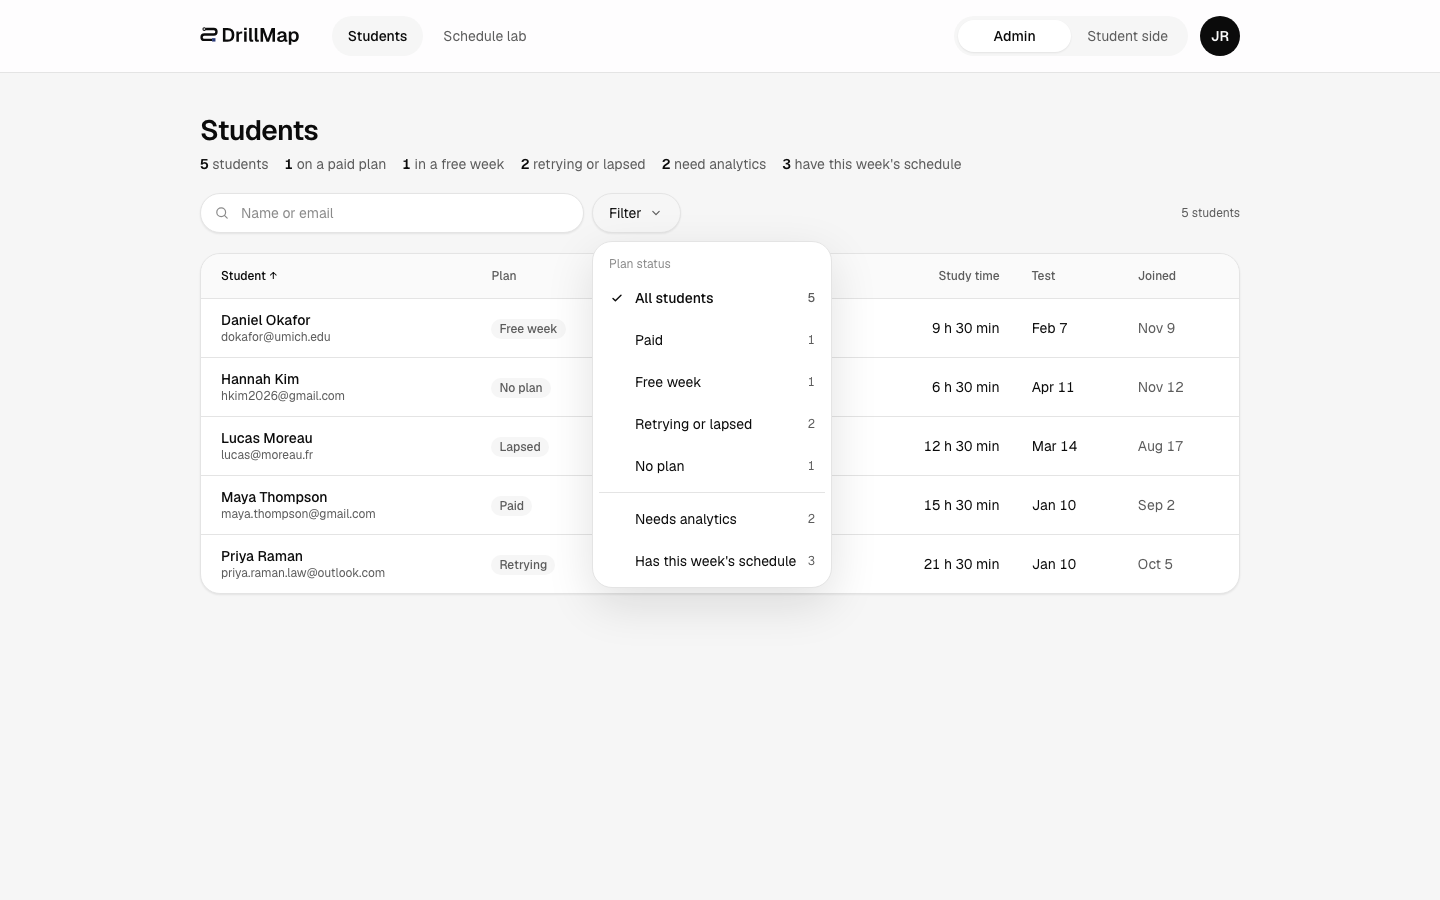 DrillMap Students Schedule lab Admin Student side JR
Students
5 students 1 on a paid plan 1 in a free week 2 retrying or lapsed 2 need analytics 3 have this week's schedule
Name or email Filter 5 students
Student ↑ Plan Study time Test Joined
Daniel Okafor
dokafor@umich.edu
Free week 9 h 30 min Feb 7 Nov 9
Hannah Kim
hkim2026@gmail.com
No plan 6 h 30 min Apr 11 Nov 12
Lucas Moreau
lucas@moreau.fr
Lapsed 12 h 30 min Mar 14 Aug 17
Maya Thompson
maya.thompson@gmail.com
Paid 15 h 30 min Jan 10 Sep 2
Priya Raman
priya.raman.law@outlook.com
Retrying 21 h 30 min Jan 10 Oct 5
Plan status
All students 5
Paid 1
Free week 1
Retrying or lapsed 2
No plan 1
Needs analytics 2
Has this week's schedule 3